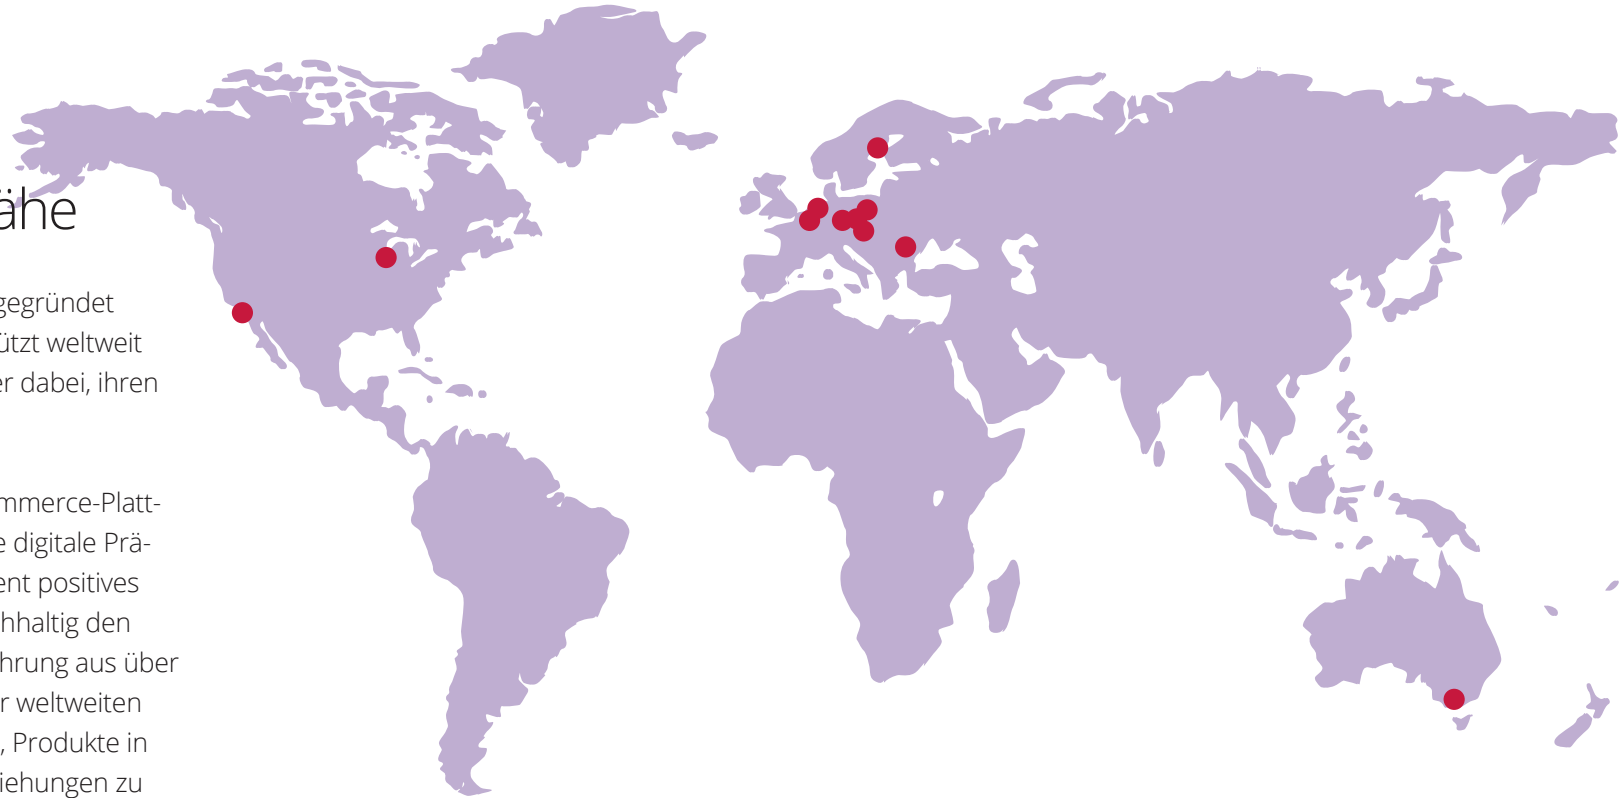 ähe
gegründet
ützt weltweit
er dabei, ihren
mmerce-Platt-
e digitale Prä-
ent positives
hhaltig den
hrung aus über
r weltweiten
, Produkte in
iehungen zu